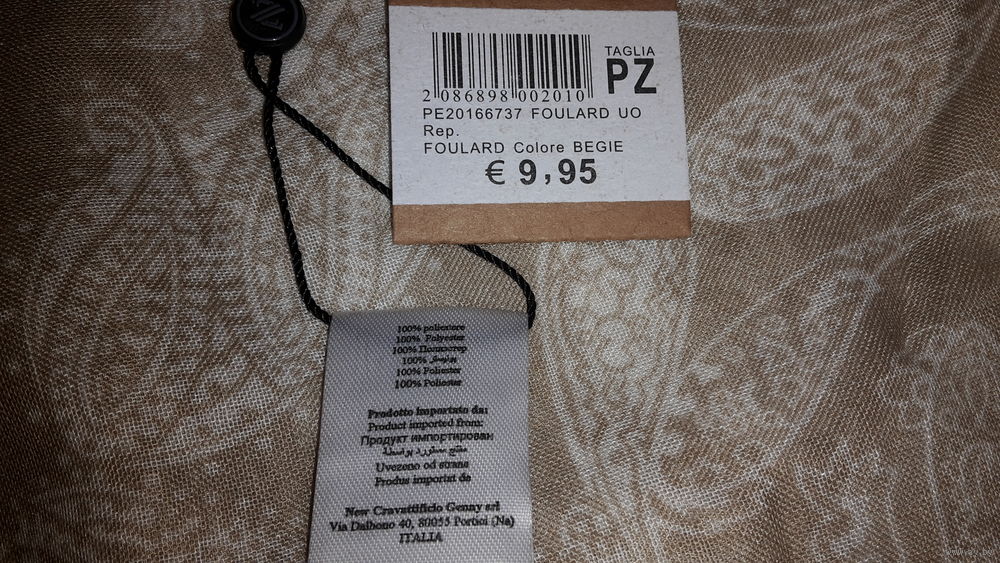 TAGLIA
PZ
2 086898 002010
PE20166737 FOULARD UO
Rep.
FOULARD Colore BEGIE
€ 9,95
100% poliestere
100% Polyester
100% Полиэстер
100% بوليستر
100% Poliester
100% Poliester
Prodotto importato da:
Product imported from:
Продукт импортирован
منتج مستورد بواسطة
Uvezeno od strane
Produs importat de
New Cravattificio Genny srl
Via Dalbono 40, 80055 Portici (Na)
ITALIA